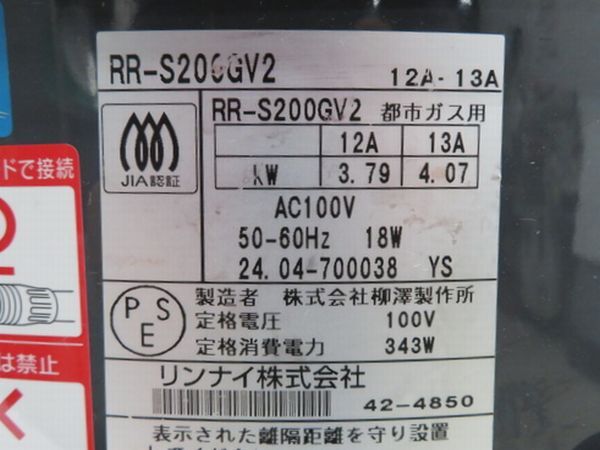 RR-S200GV2 12A-13A
JIA認証
RR-S200GV2 都市ガス用
12A 13A
kW 3.79 4.07
AC100V
50-60Hz 18W
24.04-700038 YS
PSE
製造者 株式会社柳澤製作所
定格電圧 100V
定格消費電力 343W
リンナイ株式会社
42-4850
表示された離隔距離を守り設置
ドで接続
は禁止
く